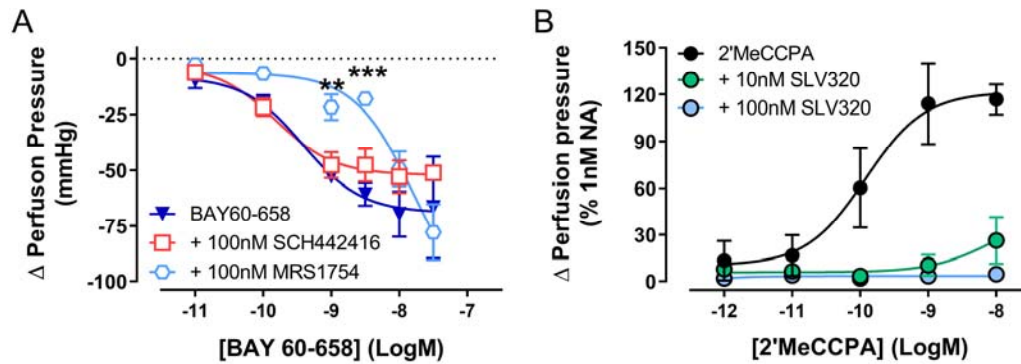 A
Δ Perfusion Pressure
(mmHg)
0
-25
-50
-75
-100
**
***
BAY60-658
+ 100nM SCH442416
+ 100nM MRS1754
-11
-10
-9
-8
-7
[BAY 60-658] (LogM)
B
Δ Perfusion pressure
(% 1nM NA)
150
120
90
60
30
0
2'MeCCPA
+ 10nM SLV320
+ 100nM SLV320
-12
-11
-10
-9
-8
[2'MeCCPA] (LogM)